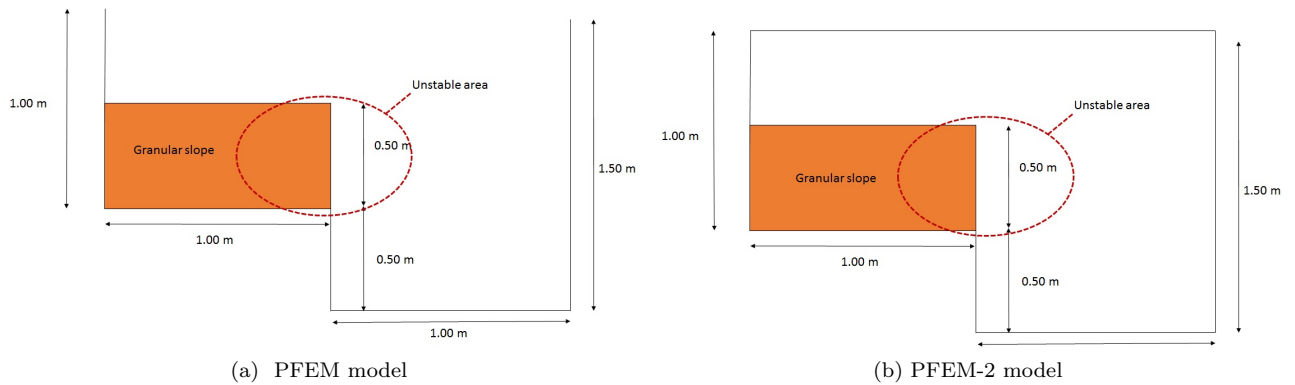 Unstable area
1.00 m
0.50 m
Granular slope
1.50 m
1.00 m
0.50 m
1.00 m
(a) PFEM model
Unstable area
1.00 m
0.50 m
Granular slope
1.50 m
1.00 m
0.50 m
(b) PFEM-2 model